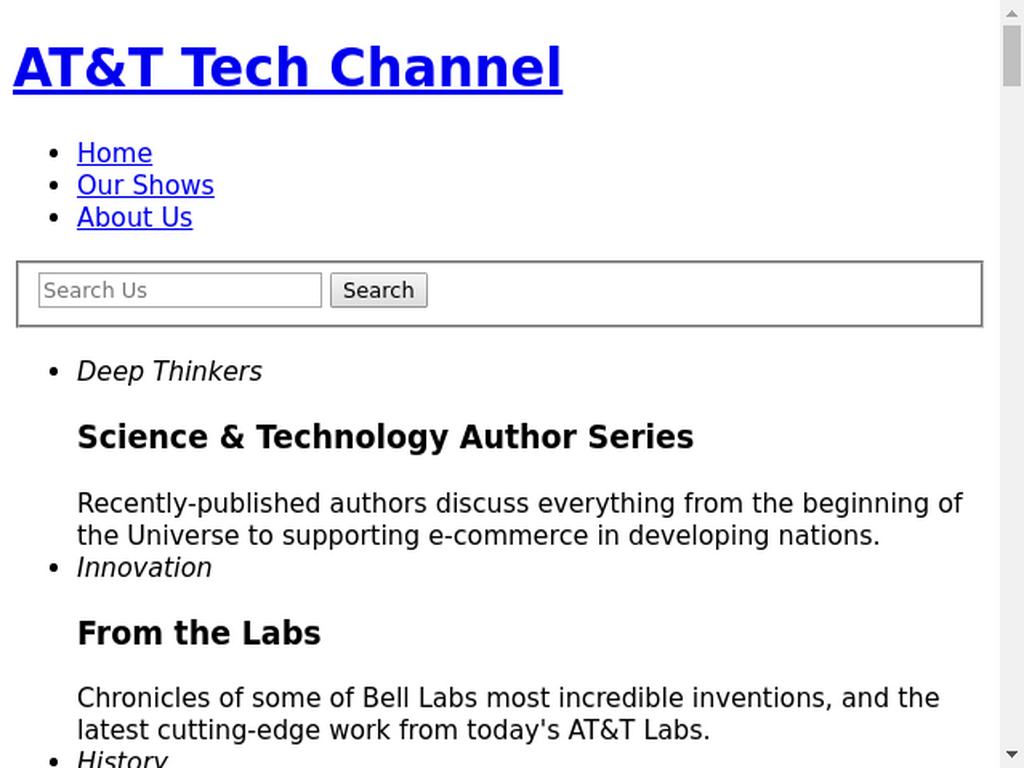 AT&T Tech Channel
Home
Our Shows
About Us
Search Us Search
Deep Thinkers
Science & Technology Author Series
Recently-published authors discuss everything from the beginning of
the Universe to supporting e-commerce in developing nations.
Innovation
From the Labs
Chronicles of some of Bell Labs most incredible inventions, and the
latest cutting-edge work from today's AT&T Labs.
History